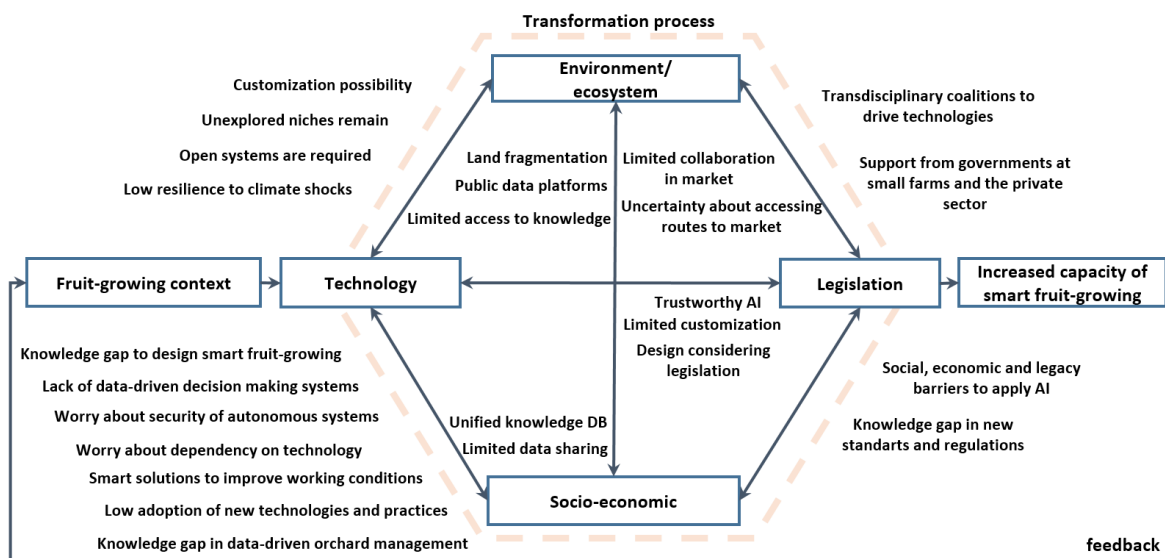 Transformation process
Environment/
ecosystem
Customization possibility
Unexplored niches remain
Open systems are required
Low resilience to climate shocks
Land fragmentation
Public data platforms
Limited access to knowledge
Limited collaboration
in market
Uncertainty about accessing
routes to market
Transdisciplinary coalitions to
drive technologies
Support from governments at
small farms and the private
sector
Fruit-growing context
Technology
Legislation
Increased capacity of
smart fruit-growing
Trustworthy AI
Limited customization
Design considering
legislation
Knowledge gap to design smart fruit-growing
Lack of data-driven decision making systems
Worry about security of autonomous systems
Worry about dependency on technology
Smart solutions to improve working conditions
Low adoption of new technologies and practices
Knowledge gap in data-driven orchard management
Unified knowledge DB
Limited data sharing
Socio-economic
Social, economic and legacy
barriers to apply AI
Knowledge gap in new
standarts and regulations
feedback